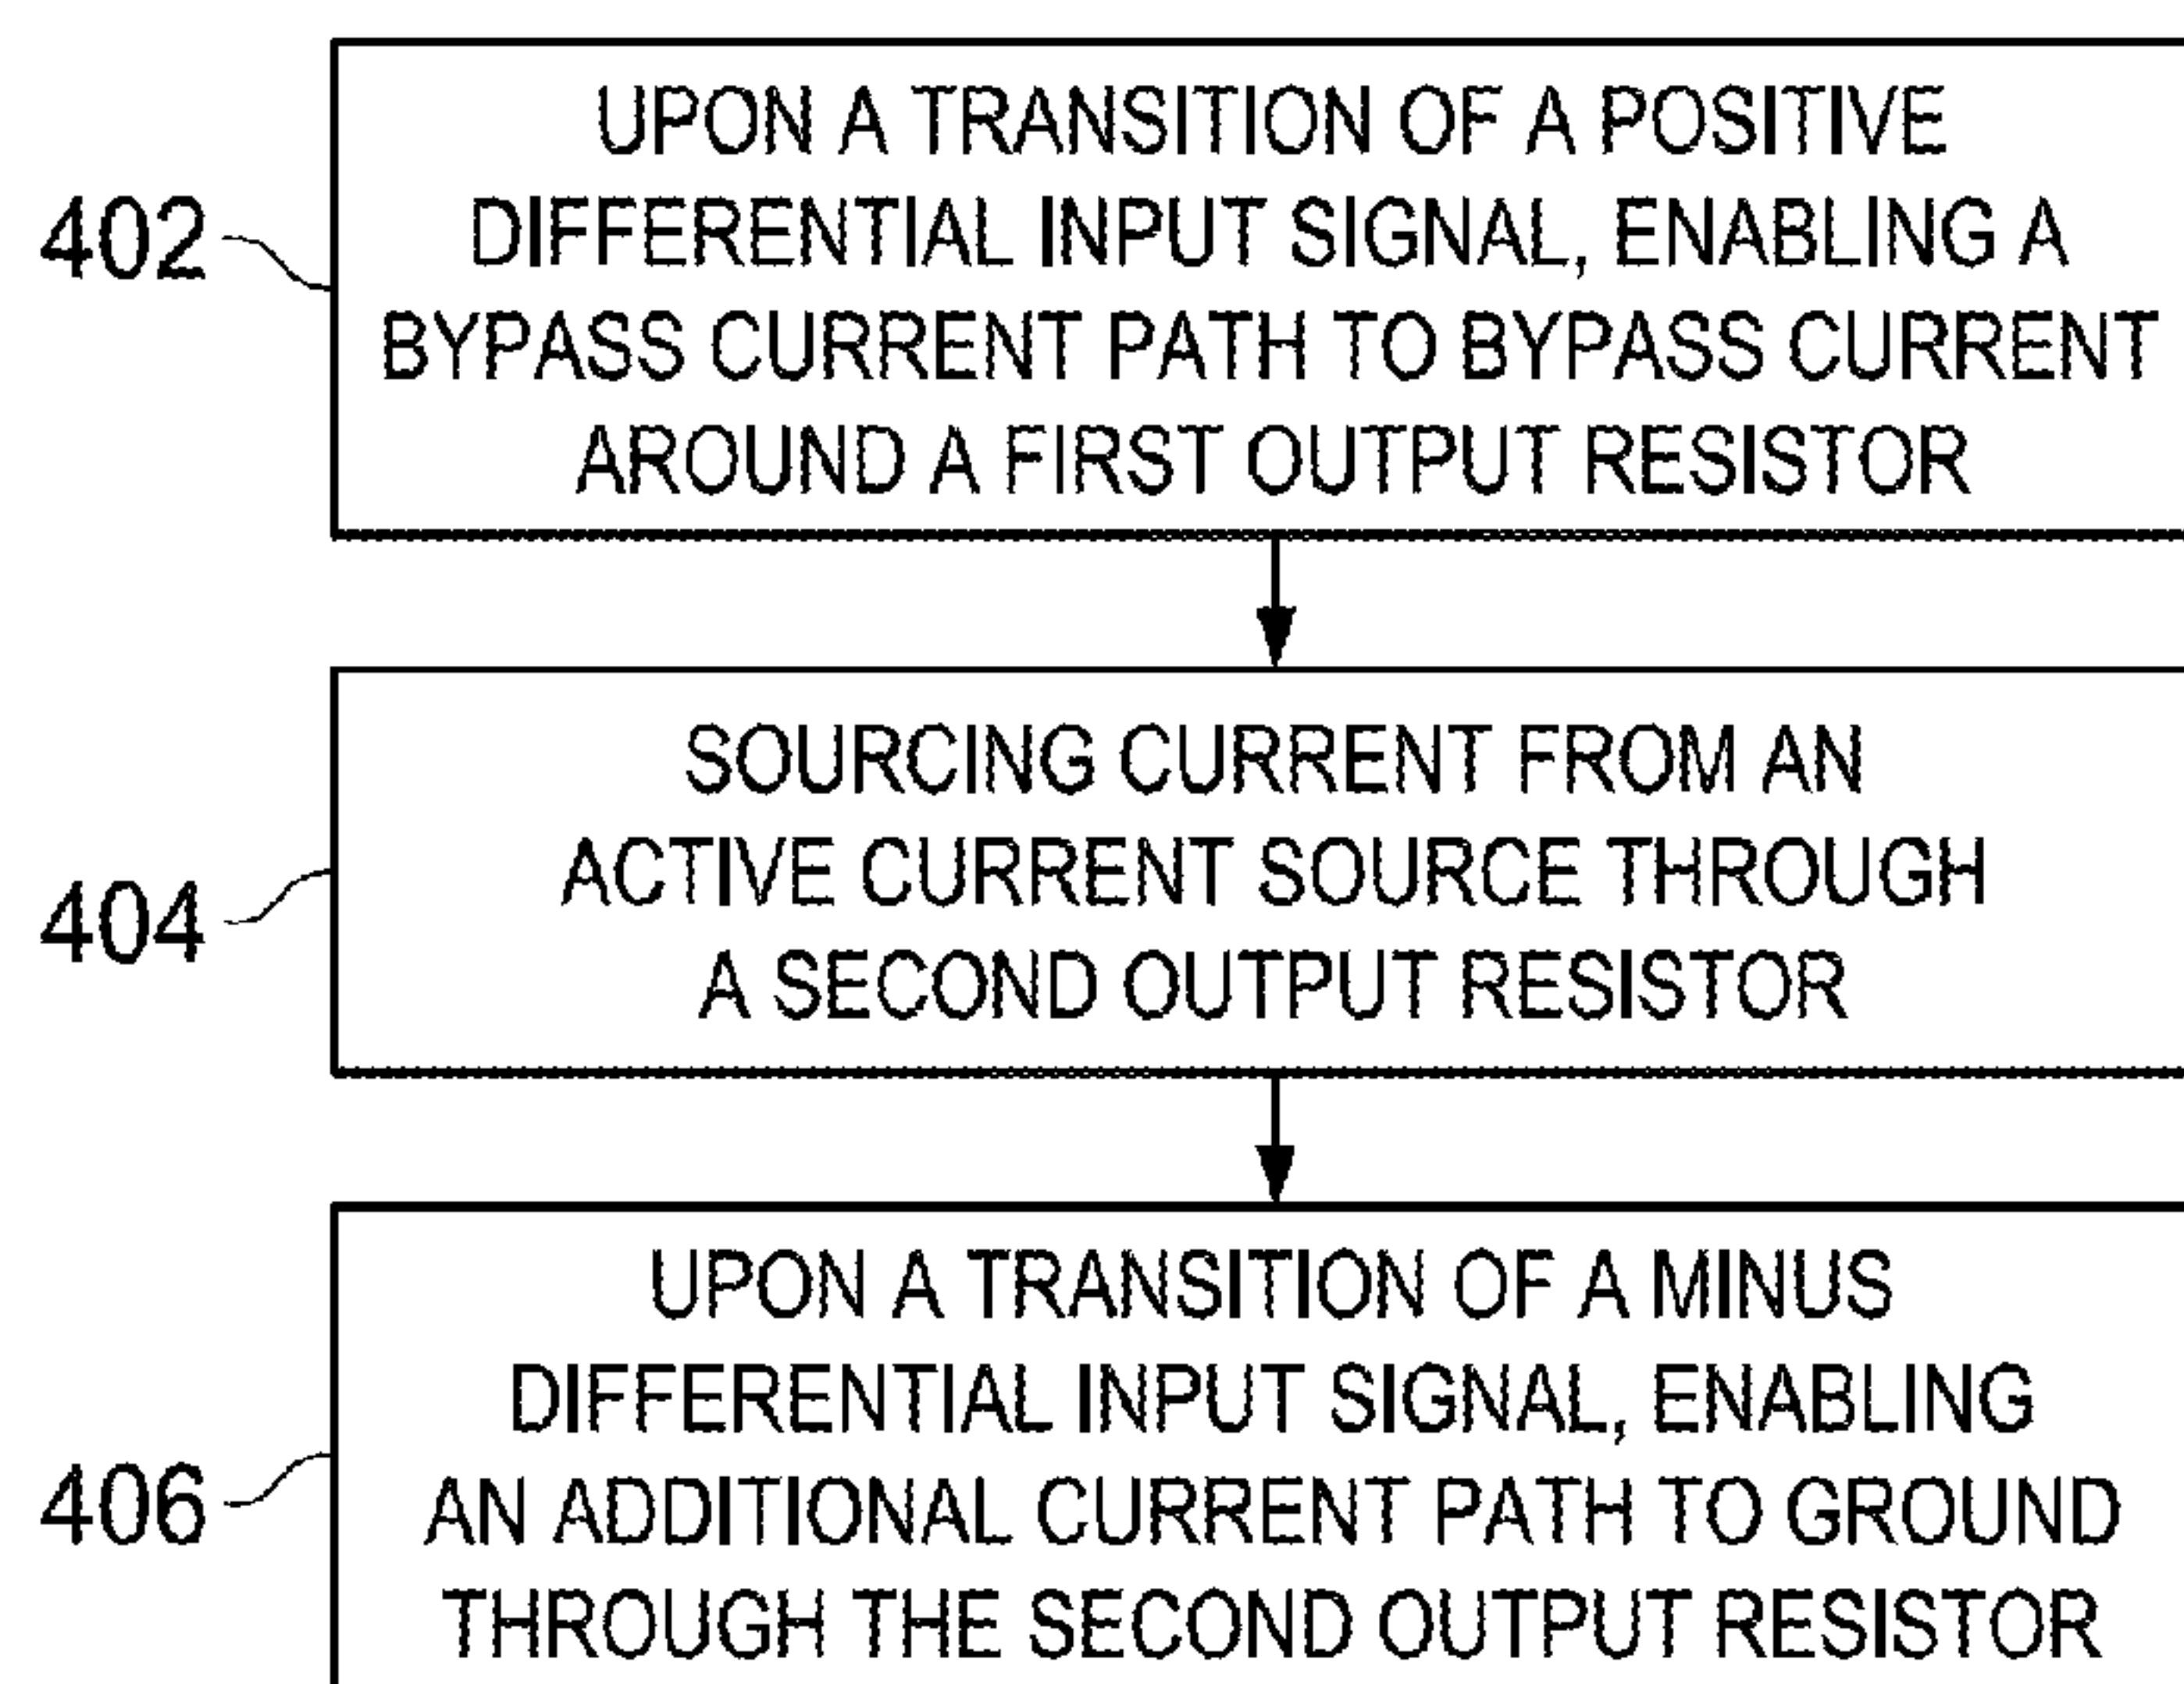 402
UPON A TRANSITION OF A POSITIVE
DIFFERENTIAL INPUT SIGNAL, ENABLING A
BYPASS CURRENT PATH TO BYPASS CURRENT
AROUND A FIRST OUTPUT RESISTOR
404
SOURCING CURRENT FROM AN
ACTIVE CURRENT SOURCE THROUGH
A SECOND OUTPUT RESISTOR
406
UPON A TRANSITION OF A MINUS
DIFFERENTIAL INPUT SIGNAL, ENABLING
AN ADDITIONAL CURRENT PATH TO GROUND
THROUGH THE SECOND OUTPUT RESISTOR